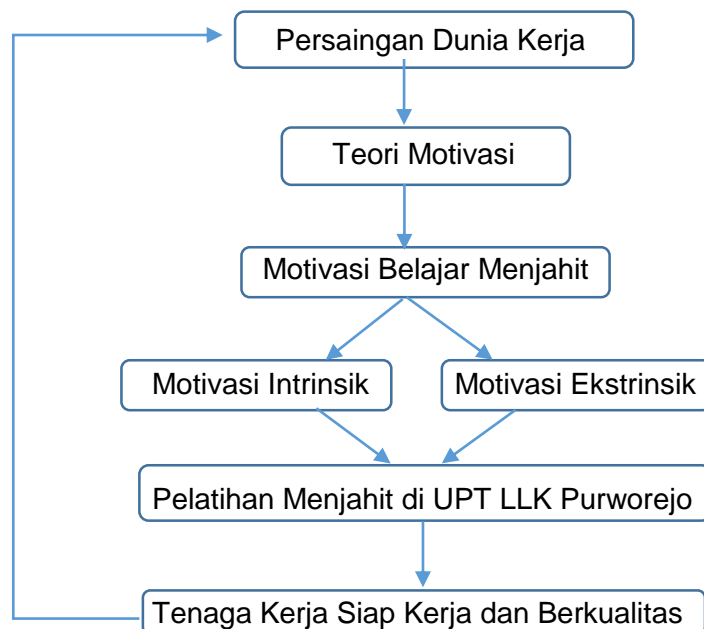 Persaingan Dunia Kerja
Teori Motivasi
Motivasi Belajar Menjahit
Motivasi Intrinsik
Motivasi Ekstrinsik
Pelatihan Menjahit di UPT LLK Purworejo
Tenaga Kerja Siap Kerja dan Berkualitas